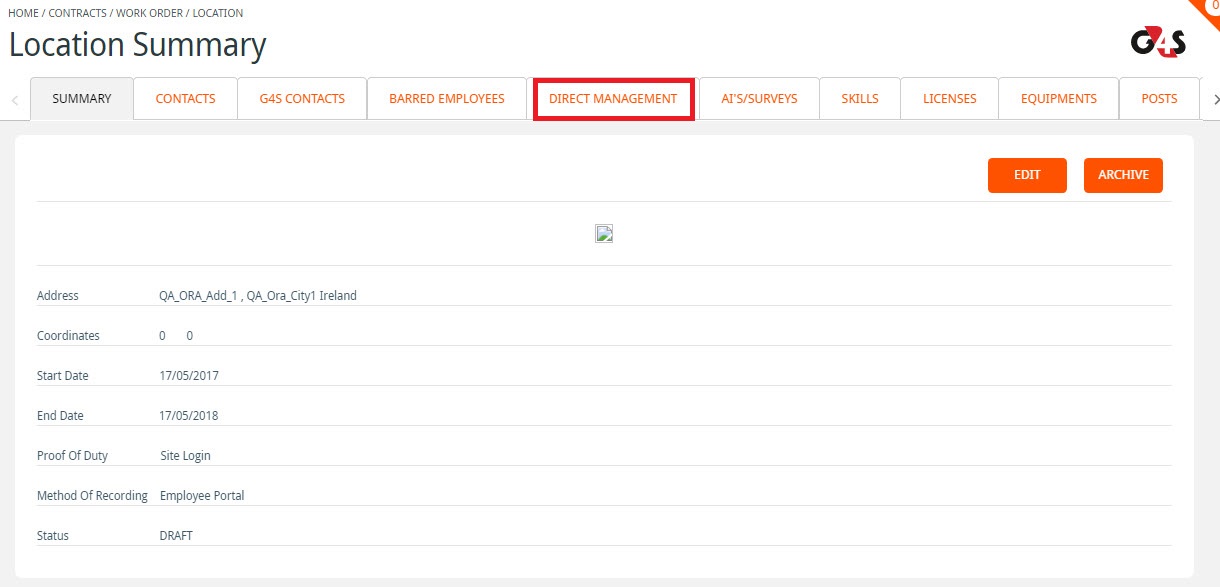 HOME / CONTRACTS / WORK ORDER / LOCATION
0
Location Summary
G4S
SUMMARY CONTACTS G4S CONTACTS BARRED EMPLOYEES DIRECT MANAGEMENT AI'S/SURVEYS SKILLS LICENSES EQUIPMENTS POSTS
EDIT ARCHIVE
Address QA_ORA_Add_1 , QA_Ora_City1 Ireland
Coordinates 0 0
Start Date 17/05/2017
End Date 17/05/2018
Proof Of Duty Site Login
Method Of Recording Employee Portal
Status DRAFT